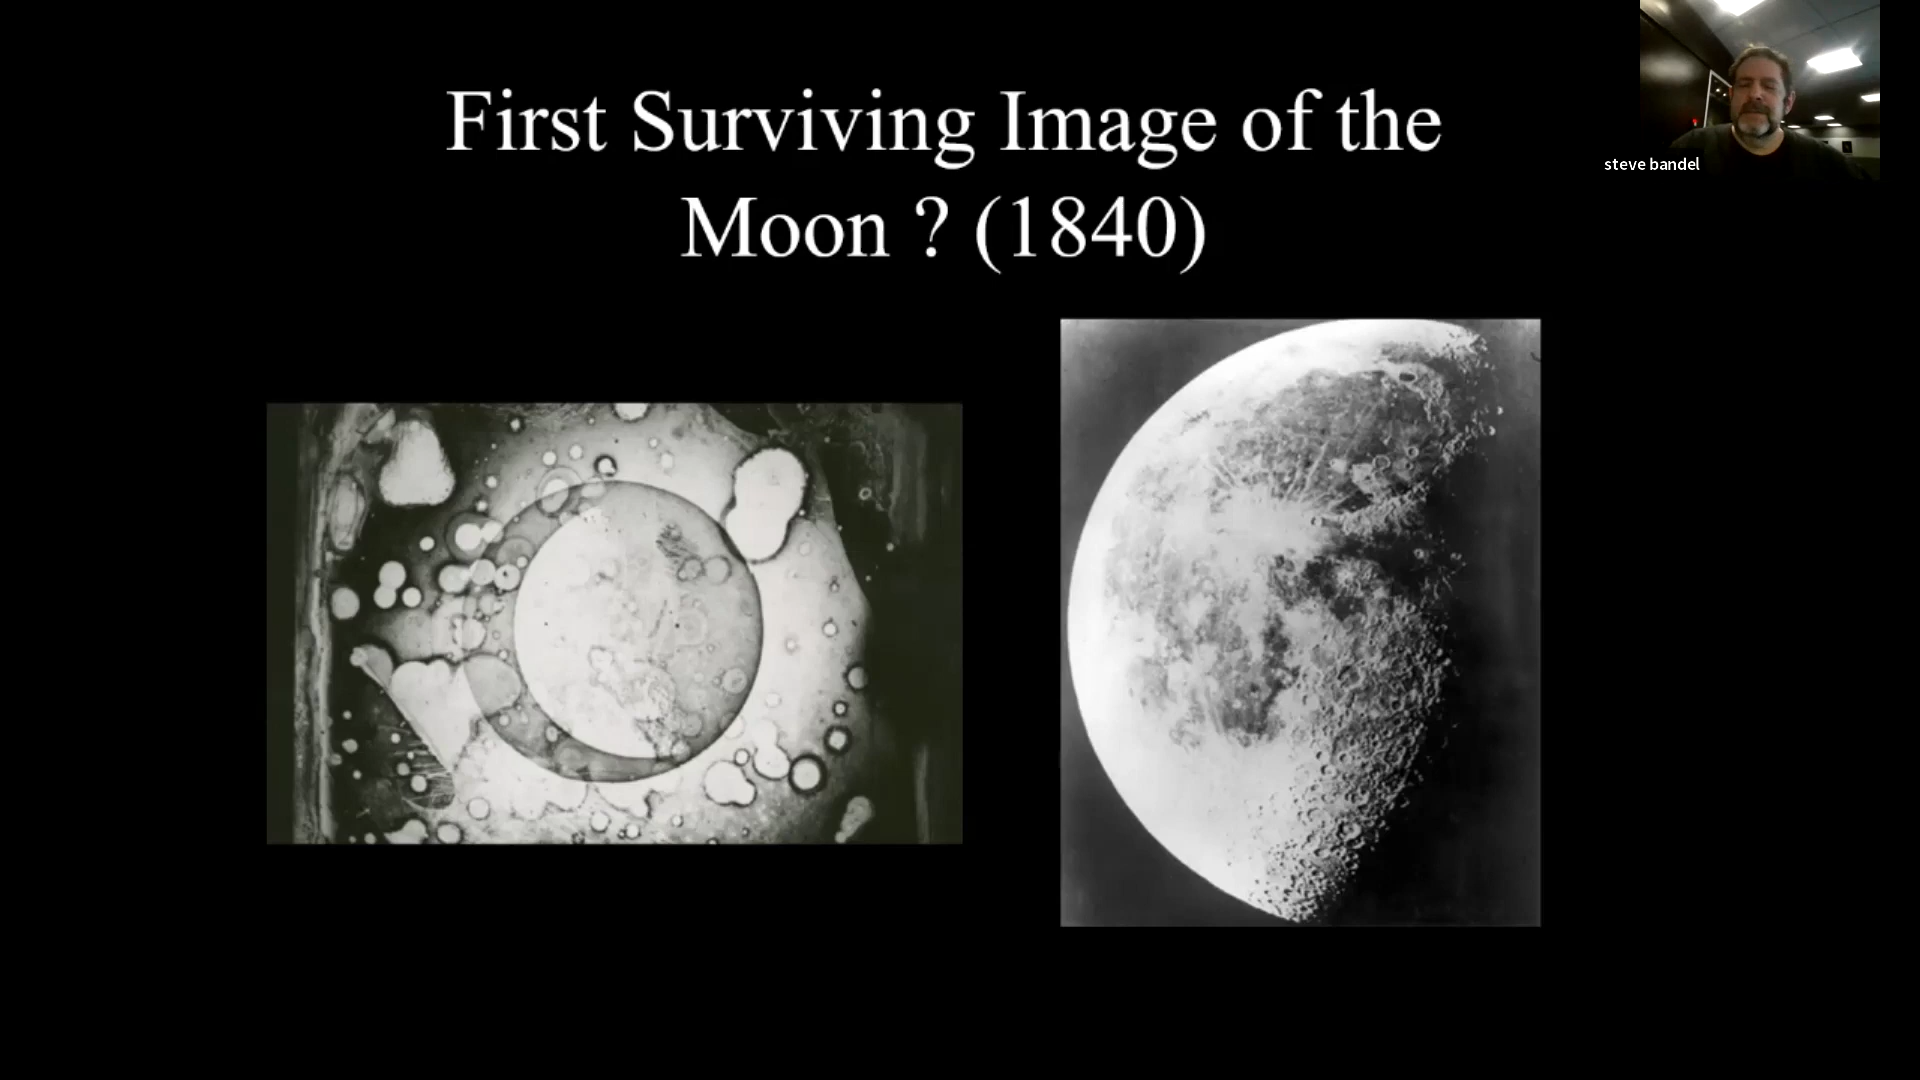 First Surviving Image of the
Moon ? (1840)
steve bandel